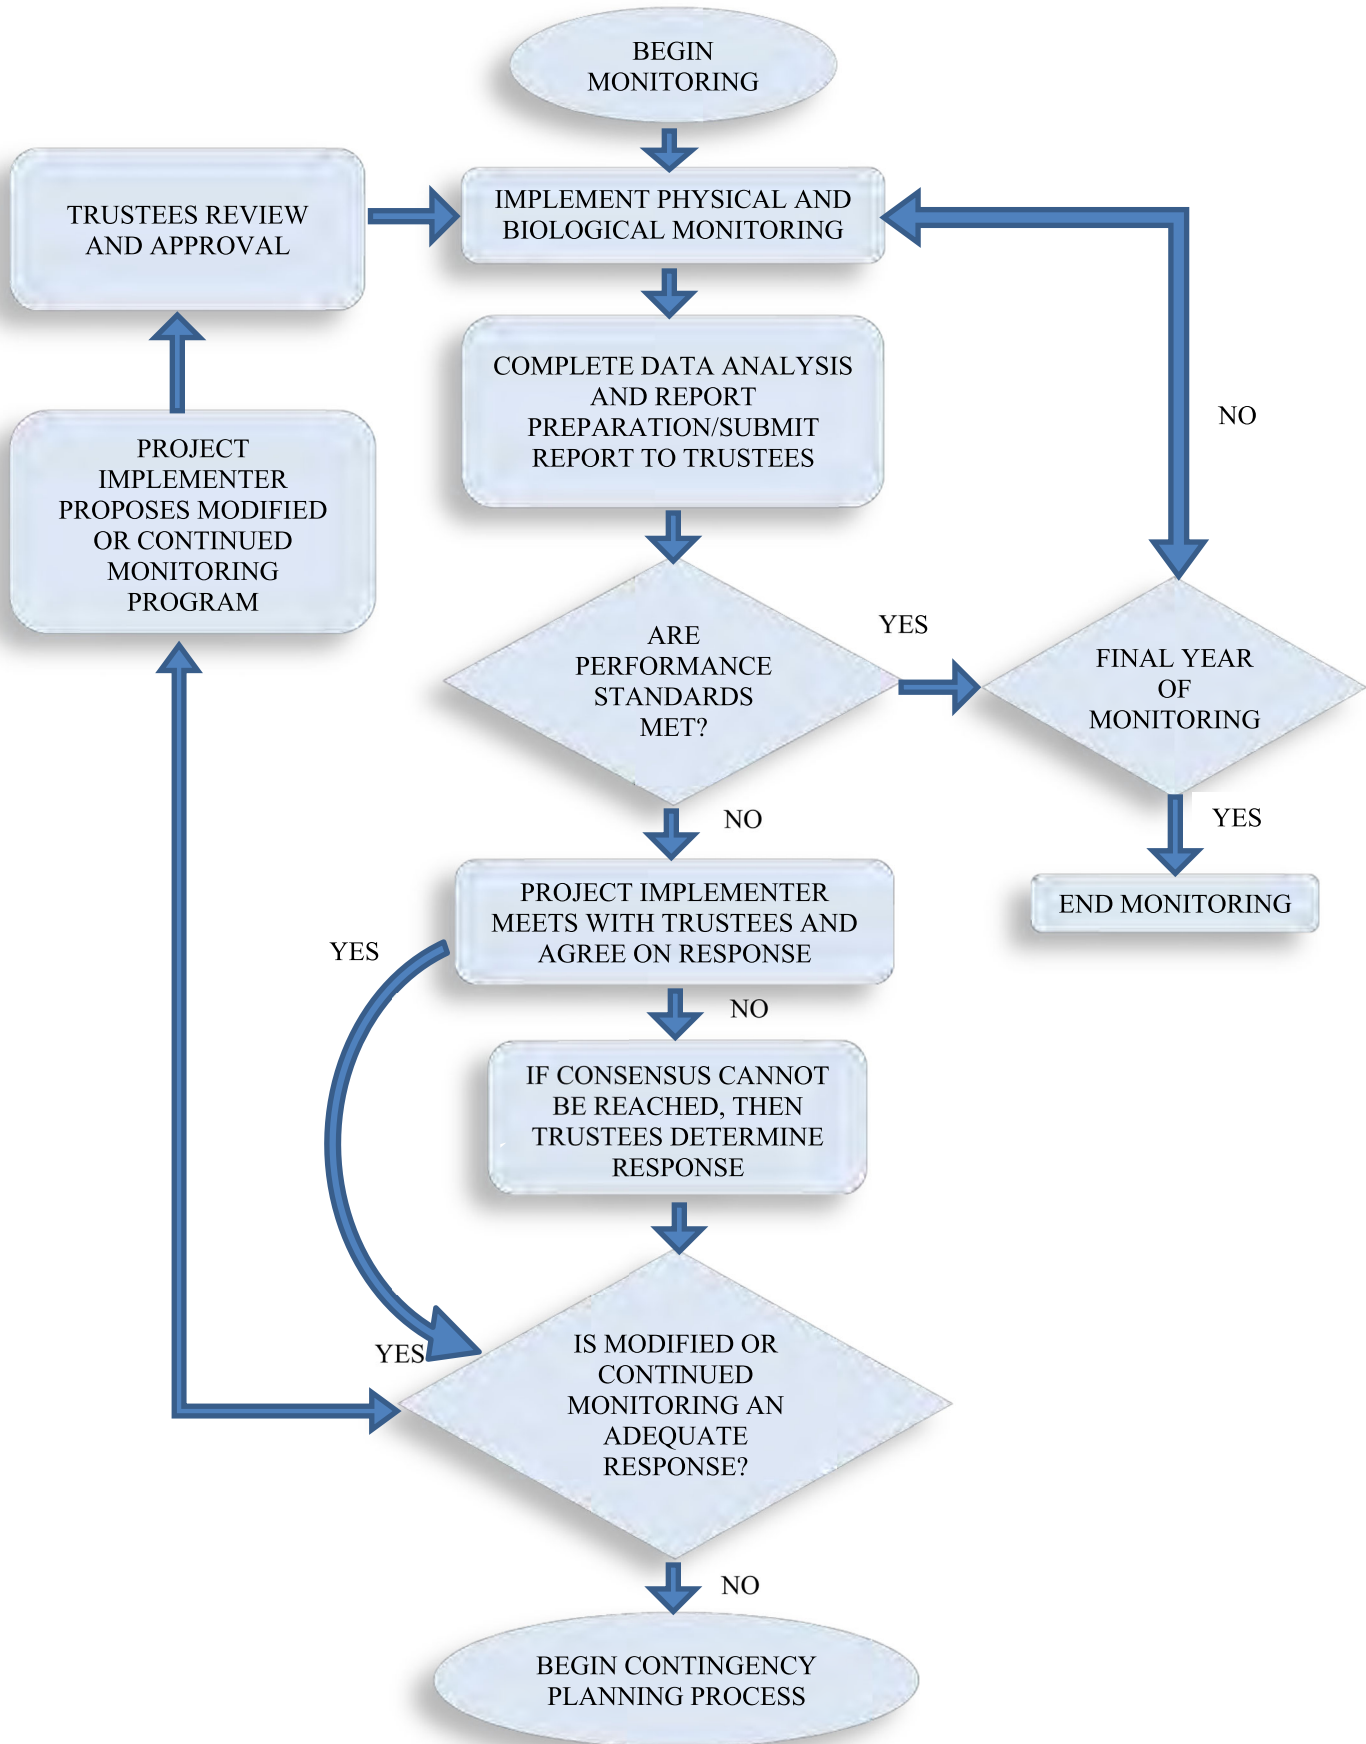 BEGIN
MONITORING
TRUSTEES REVIEW
AND APPROVAL
IMPLEMENT PHYSICAL AND
BIOLOGICAL MONITORING
COMPLETE DATA ANALYSIS
AND REPORT
PREPARATION/SUBMIT
REPORT TO TRUSTEES
NO
PROJECT
IMPLEMENTER
PROPOSES MODIFIED
OR CONTINUED
MONITORING
PROGRAM
ARE
PERFORMANCE
STANDARDS
MET?
YES
FINAL YEAR
OF
MONITORING
NO
YES
END MONITORING
PROJECT IMPLEMENTER
MEETS WITH TRUSTEES AND
AGREE ON RESPONSE
YES
NO
IF CONSENSUS CANNOT
BE REACHED, THEN
TRUSTEES DETERMINE
RESPONSE
YES
IS MODIFIED OR
CONTINUED
MONITORING AN
ADEQUATE
RESPONSE?
NO
BEGIN CONTINGENCY
PLANNING PROCESS